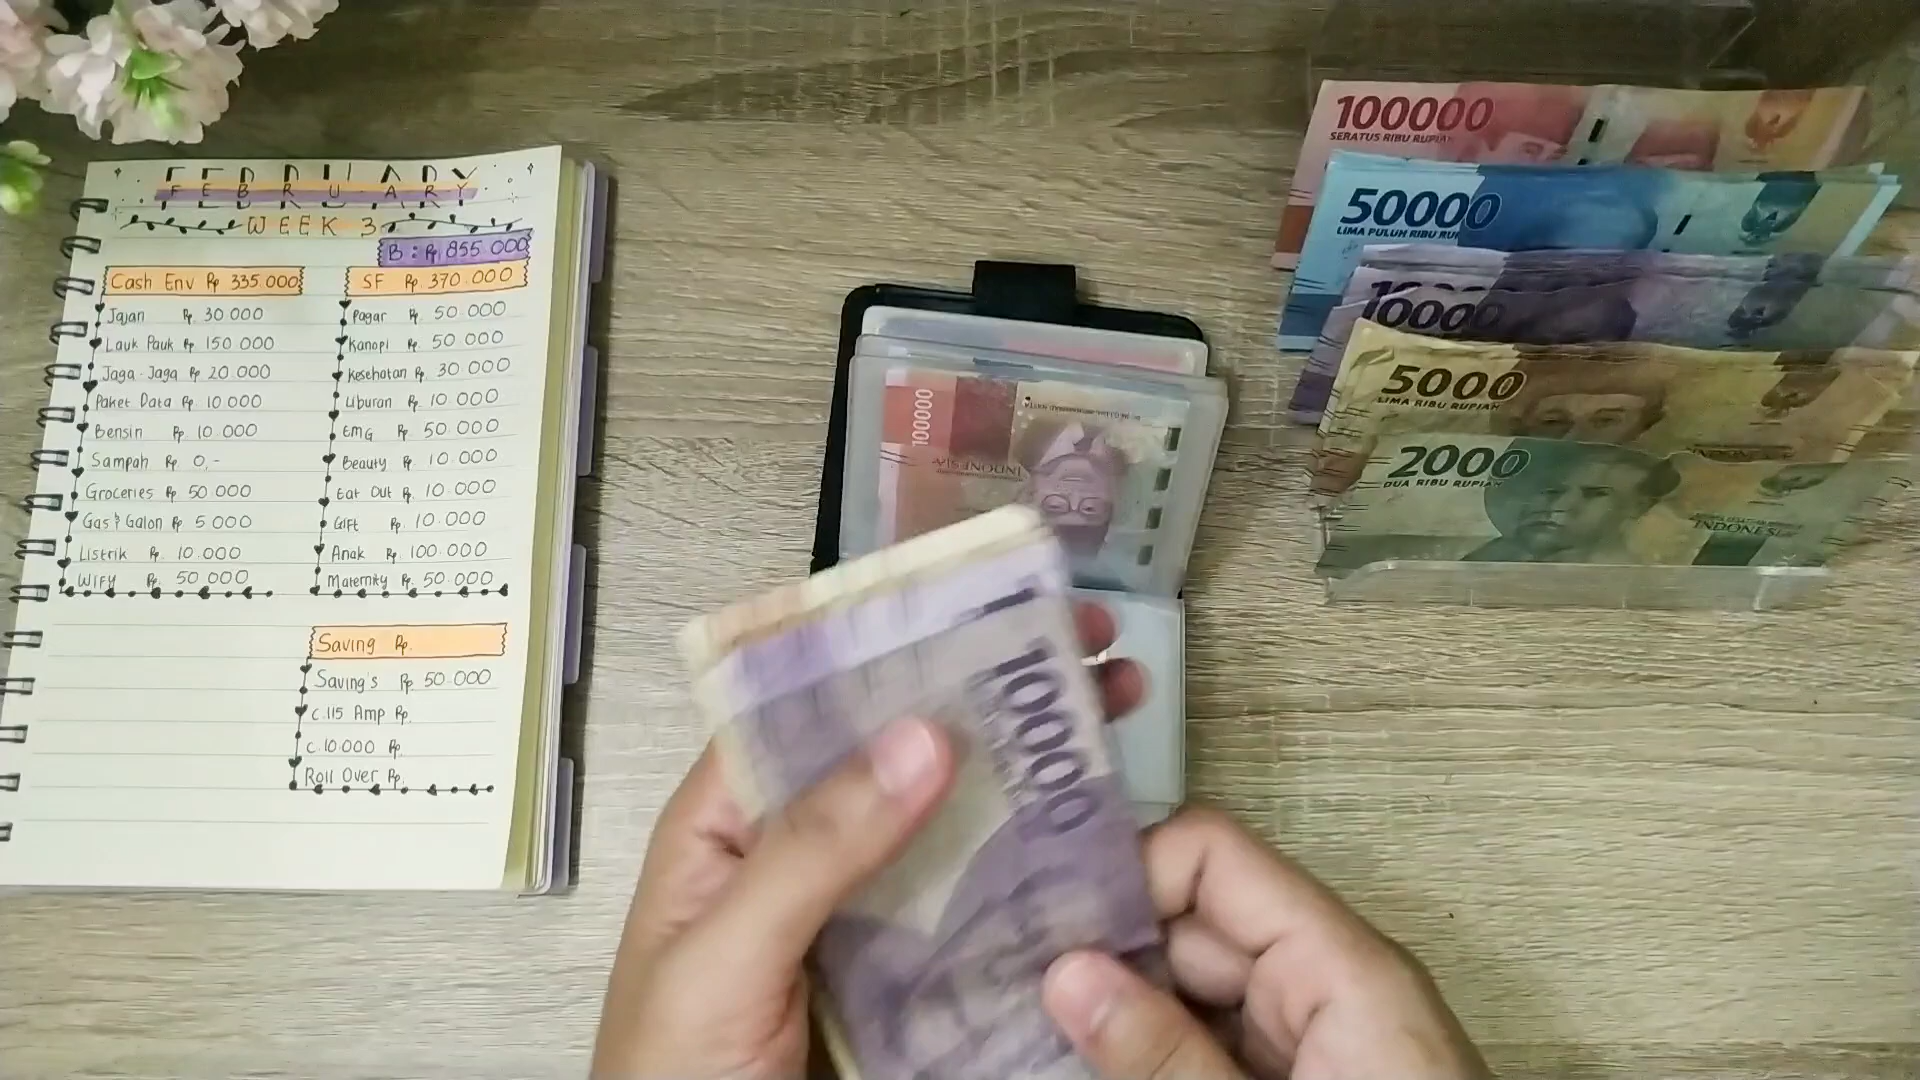 FEBRUARY
WEEK 3
B : Rp 855.000
Cash Env Rp 335.000
Jajan Rp. 30 000
Lauk Pauk Rp 150 000
Jaga-Jaga Rp 20.000
Paket Data Rp 10.000
Bensin Rp. 10.000
Sampah Rp 0,-
Groceries Rp 50 000
Gas & Galon Rp 5 000
Listrik Rp. 10.000
WIFY Rp 50 000
SF Rp 370.000
Pagar Rp. 50 000
Kanopi Rp 50 000
Kesehatan Rp. 30 000
Liburan Rp. 10.000
EMG Rp. 50 000
Beauty Rp 10 000
Eat Out Rp. 10.000
Gift Rp. 10 000
Anak Rp 100.000
Maternity Rp. 50.000
Saving Rp.
Saving's Rp 50 000
c.115 Amp Rp.
c.10 000 Rp.
Roll Over Rp.
100000
INDONESIA
10000
100000
SERATUS RIBU RUPIAH
50000
LIMA PULUH RIBU RUPIAH
10000
10000
5000
LIMA RIBU RUPIAH
INDONESIA
2000
DUA RIBU RUPIAH
INDONESIA